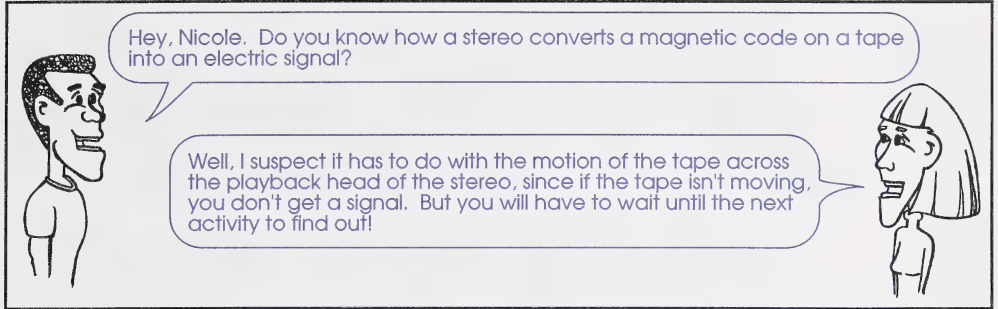 Hey, Nicole. Do you know how a stereo converts a magnetic code on a tape
into an electric signal?
Well, I suspect it has to do with the motion of the tape across
the playback head of the stereo, since if the tape isn't moving,
you don't get a signal. But you will have to wait until the next
activity to find out!